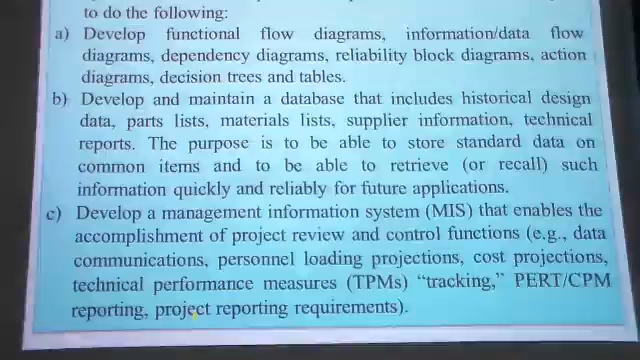 to do the following:
a) Develop functional flow diagrams, information/data flow
diagrams, dependency diagrams, reliability block diagrams, action
diagrams, decision trees and tables.
b) Develop and maintain a database that includes historical design
data, parts lists, materials lists, supplier information, technical
reports. The purpose is to be able to store standard data on
common items and to be able to retrieve (or recall) such
information quickly and reliably for future applications.
c) Develop a management information system (MIS) that enables the
accomplishment of project review and control functions (e.g., data
communications, personnel loading projections, cost projections,
technical performance measures (TPMs) “tracking,” PERT/CPM
reporting, project reporting requirements).